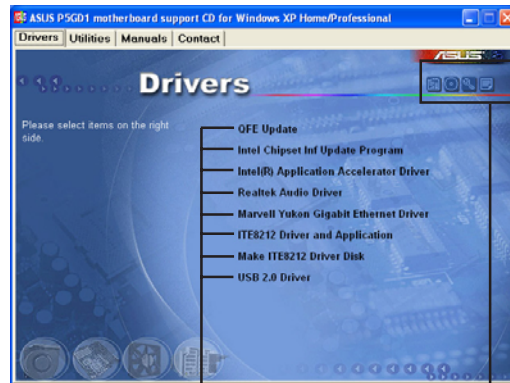 ASUS P5GD1 motherboard support CD for Windows XP Home/Professional
Drivers Utilities Manuals Contact
ASUS
Drivers
Please select items on the right
side.
QFE Update
Intel Chipset Inf Update Program
Intel(R) Application Accelerator Driver
Realtek Audio Driver
Marvell Yukon Gigabit Ethernet Driver
ITE8212 Driver and Application
Make ITE8212 Driver Disk
USB 2.0 Driver